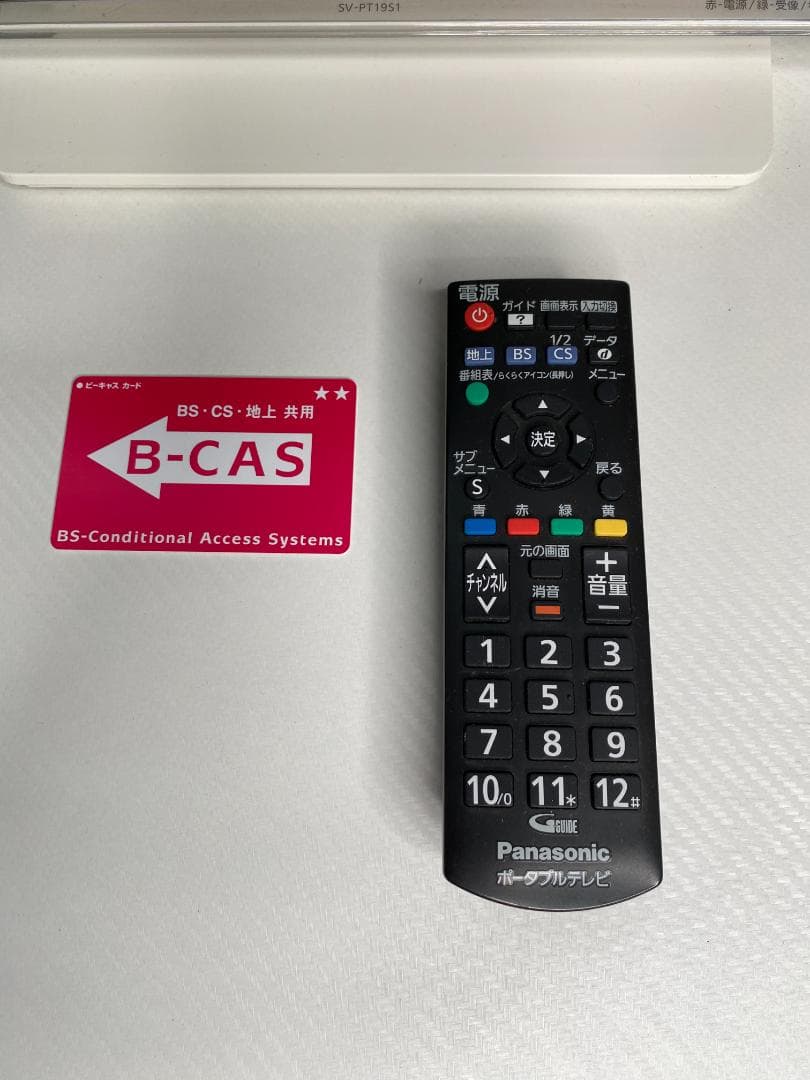 SV-PT19S1
赤-電源/緑-受像/
● ビーキャス カード
★★
BS・CS・地上 共用
B-CAS
BS-Conditional Access Systems
電源
ガイド 画面表示 入力切換
?
1/2 データ
地上 BS CS d
番組表/らくらくアイコン(長押し) メニュー
▲
◀ 決定 ▶
▼
サブ
メニュー
S
戻る
青 赤 緑 黄
元の画面
チャンネル
消音
+
音量
−
1 2 3
4 5 6
7 8 9
10/0 11* 12#
G GUIDE
Panasonic
ポータブルテレビ